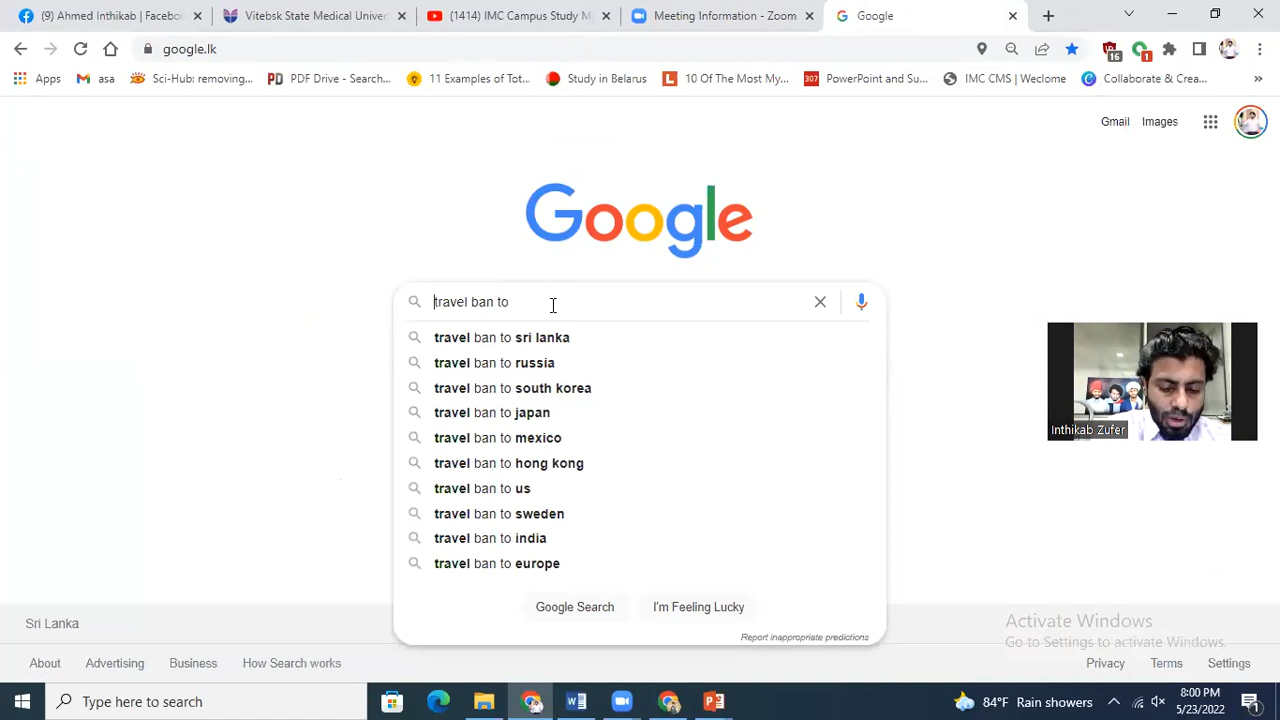 (9) Ahmed Inthikab | Facebo
Vitebsk State Medical Univer
(1414) IMC Campus Study M
Meeting Information - Zoom
Google
google.lk
16
1
Apps
asa
Sci-Hub: removing...
PDF Drive - Search...
11 Examples of Tot...
Study in Belarus
10 Of The Most My...
307
PowerPoint and Su...
IMC CMS | Weclome
Collaborate & Crea...
»
Gmail
Images
Google
travel ban to
travel ban to sri lanka
travel ban to russia
travel ban to south korea
travel ban to japan
travel ban to mexico
travel ban to hong kong
travel ban to us
travel ban to sweden
travel ban to india
travel ban to europe
Google Search
I'm Feeling Lucky
Report inappropriate predictions
Inthikab Zufer
Sri Lanka
Activate Windows
Go to Settings to activate Windows.
About
Advertising
Business
How Search works
Privacy
Terms
Settings
Type here to search
84°F Rain showers
8:00 PM
5/23/2022
1